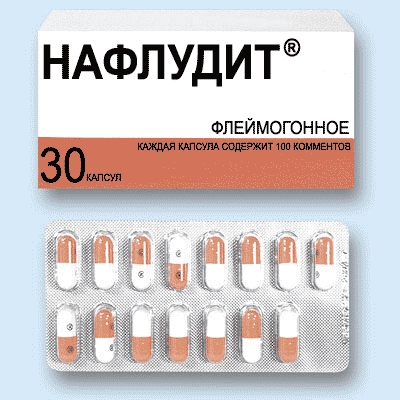 НАФЛУДИТ®
ФЛЕЙМОГОННОЕ
КАЖДАЯ КАПСУЛА СОДЕРЖИТ 100 КОММЕНТОВ
30 КАПСУЛ